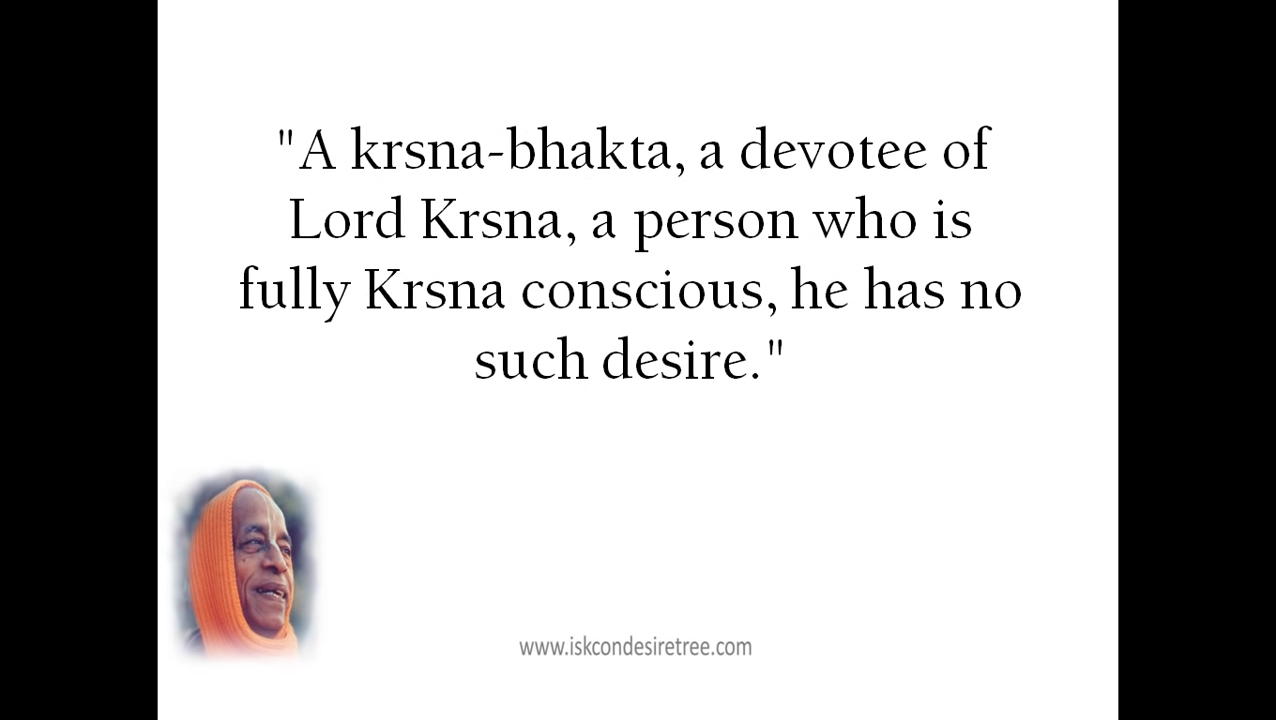 "A krsna-bhakta, a devotee of
Lord Krsna, a person who is
fully Krsna conscious, he has no
such desire."
www.iskcondesiretree.com